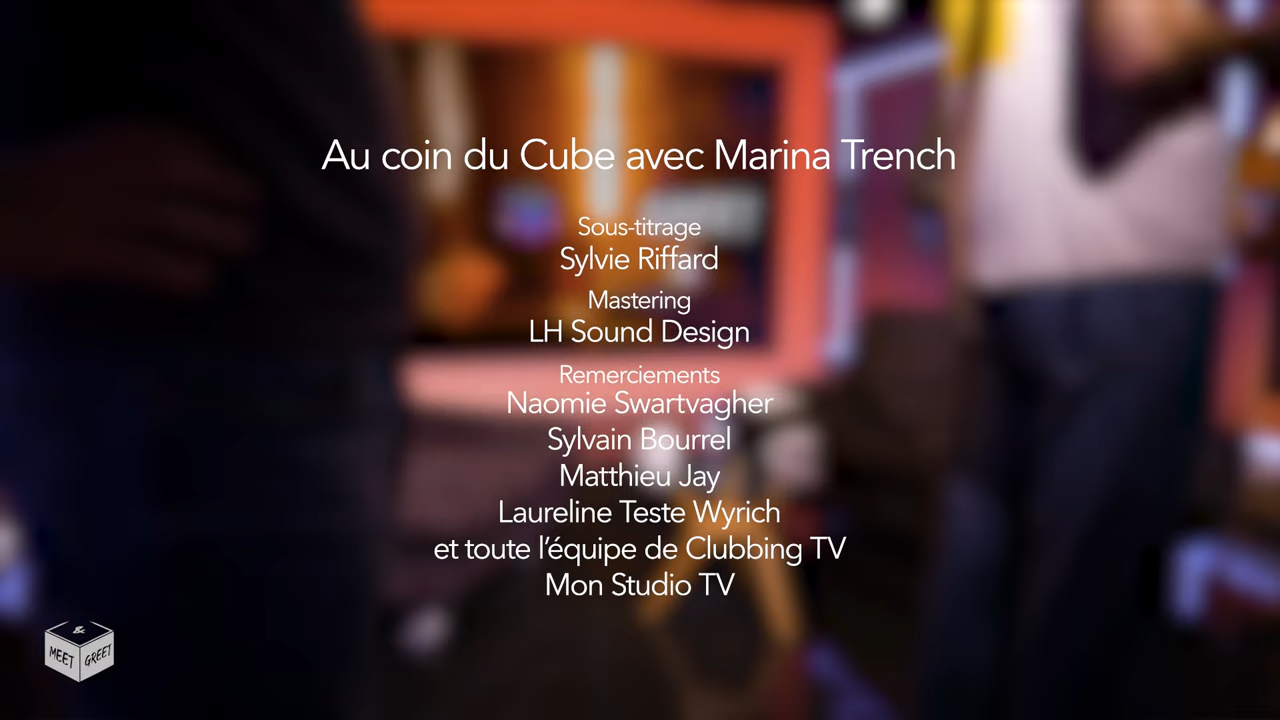 Au coin du Cube avec Marina Trench
Sous-titrage
Sylvie Riffard
Mastering
LH Sound Design
Remerciements
Naomie Swartvagher
Sylvain Bourrel
Matthieu Jay
Laureline Teste Wyrich
et toute l’équipe de Clubbing TV
Mon Studio TV
&
MEET GREET